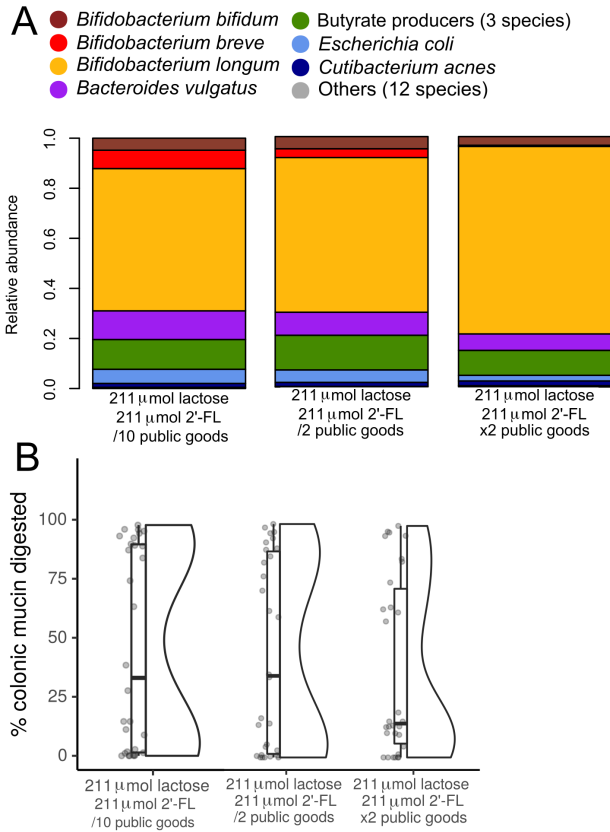 A
Bifidobacterium bifidum
Bifidobacterium breve
Bifidobacterium longum
Bacteroides vulgatus
Butyrate producers (3 species)
Escherichia coli
Cutibacterium acnes
Others (12 species)
Relative abundance
1.0
0.8
0.6
0.4
0.2
0.0
211 μmol lactose
211 μmol 2'-FL
/10 public goods
211 μmol lactose
211 μmol 2'-FL
/2 public goods
211 μmol lactose
211 μmol 2'-FL
x2 public goods
B
% colonic mucin digested
100
75
50
25
0
211 μmol lactose
211 μmol 2'-FL
/10 public goods
211 μmol lactose
211 μmol 2'-FL
/2 public goods
211 μmol lactose
211 μmol 2'-FL
x2 public goods